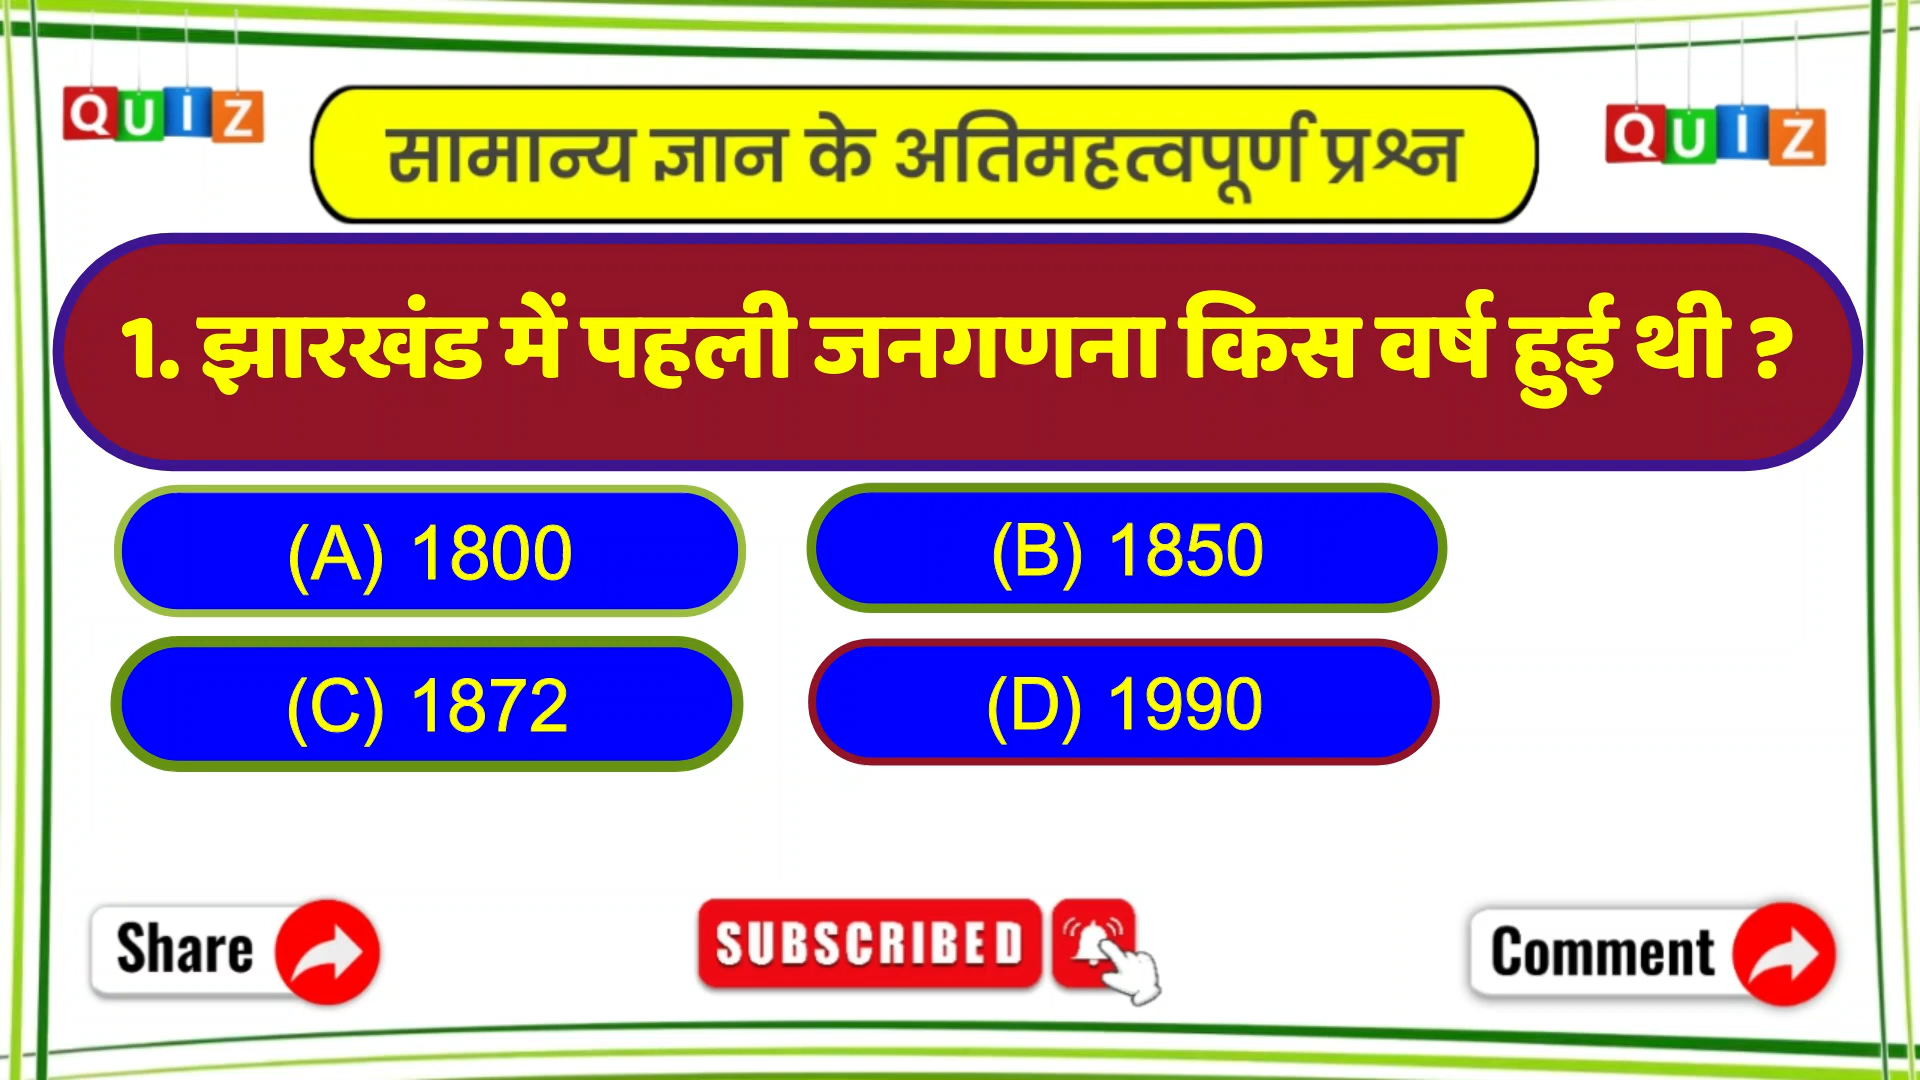 QUIZ
सामान्य ज्ञान के अतिमहत्वपूर्ण प्रश्न
QUIZ
1. झारखंड में पहली जनगणना किस वर्ष हुई थी ?
(A) 1800
(B) 1850
(C) 1872
(D) 1990
Share
SUBSCRIBED
Comment